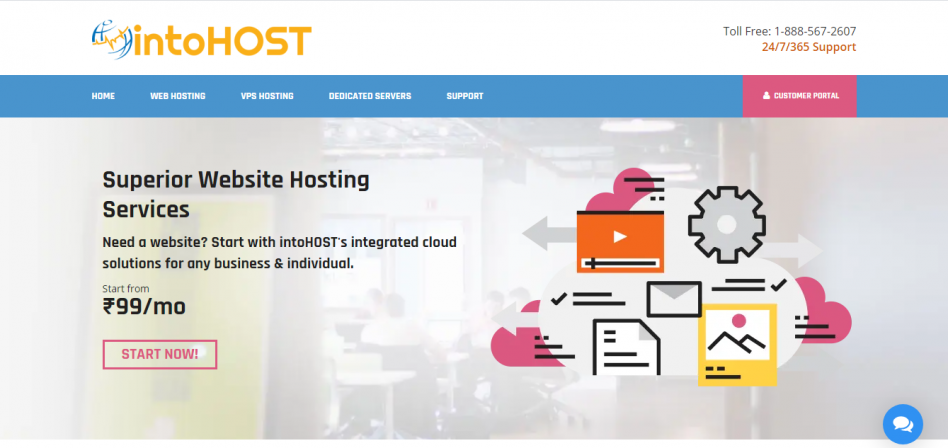 intoHOST
Toll Free: 1-888-567-2607
24/7/365 Support
HOME
WEB HOSTING
VPS HOSTING
DEDICATED SERVERS
SUPPORT
CUSTOMER PORTAL
Superior Website Hosting
Services
Need a website? Start with intoHOST's integrated cloud
solutions for any business & individual.
Start from
₹99/mo
START NOW!